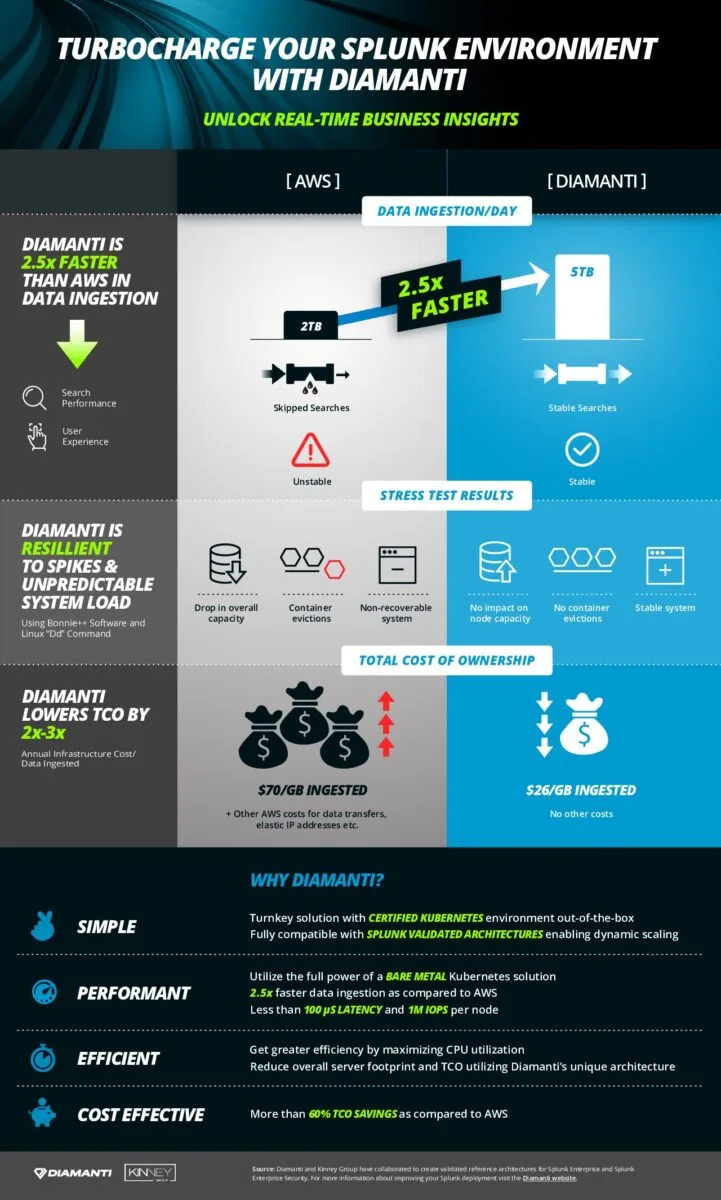 TURBOCHARGE YOUR SPLUNK ENVIRONMENT
WITH DIAMANTI
UNLOCK REAL-TIME BUSINESS INSIGHTS
[ AWS ]
[ DIAMANTI ]
DATA INGESTION/DAY
DIAMANTI IS
2.5x FASTER
THAN AWS IN
DATA INGESTION
2TB
2.5x
FASTER
5TB
Search
Performance
Skipped Searches
Stable Searches
User
Experience
Unstable
Stable
STRESS TEST RESULTS
DIAMANTI IS
RESILLIENT
TO SPIKES &
UNPREDICTABLE
SYSTEM LOAD
Using Bonnie++ Software and
Linux “Dd” Command
Drop in overall
capacity
Container
evictions
Non-recoverable
system
No impact on
node capacity
No container
evictions
Stable system
TOTAL COST OF OWNERSHIP
DIAMANTI
LOWERS TCO BY
2x-3x
Annual Infrastructure Cost/
Data Ingested
$ $ $
$
$70/GB INGESTED
+ Other AWS costs for data transfers,
elastic IP addresses etc.
$26/GB INGESTED
No other costs
WHY DIAMANTI?
SIMPLE
Turnkey solution with CERTIFIED KUBERNETES environment out-of-the-box
Fully compatible with SPLUNK VALIDATED ARCHITECTURES enabling dynamic scaling
PERFORMANT
Utilize the full power of a BARE METAL Kubernetes solution
2.5x faster data ingestion as compared to AWS
Less than 100 µS LATENCY and 1M IOPS per node
EFFICIENT
Get greater efficiency by maximizing CPU utilization
Reduce overall server footprint and TCO utilizing Diamanti’s unique architecture
COST EFFECTIVE
More than 60% TCO SAVINGS as compared to AWS
DIAMANTI
KINNEY
Source: Diamanti and Kinney Group have collaborated to create validated reference architectures for Splunk Enterprise and Splunk
Enterprise Security. For more information about improving your Splunk deployment visit the Diamanti website.